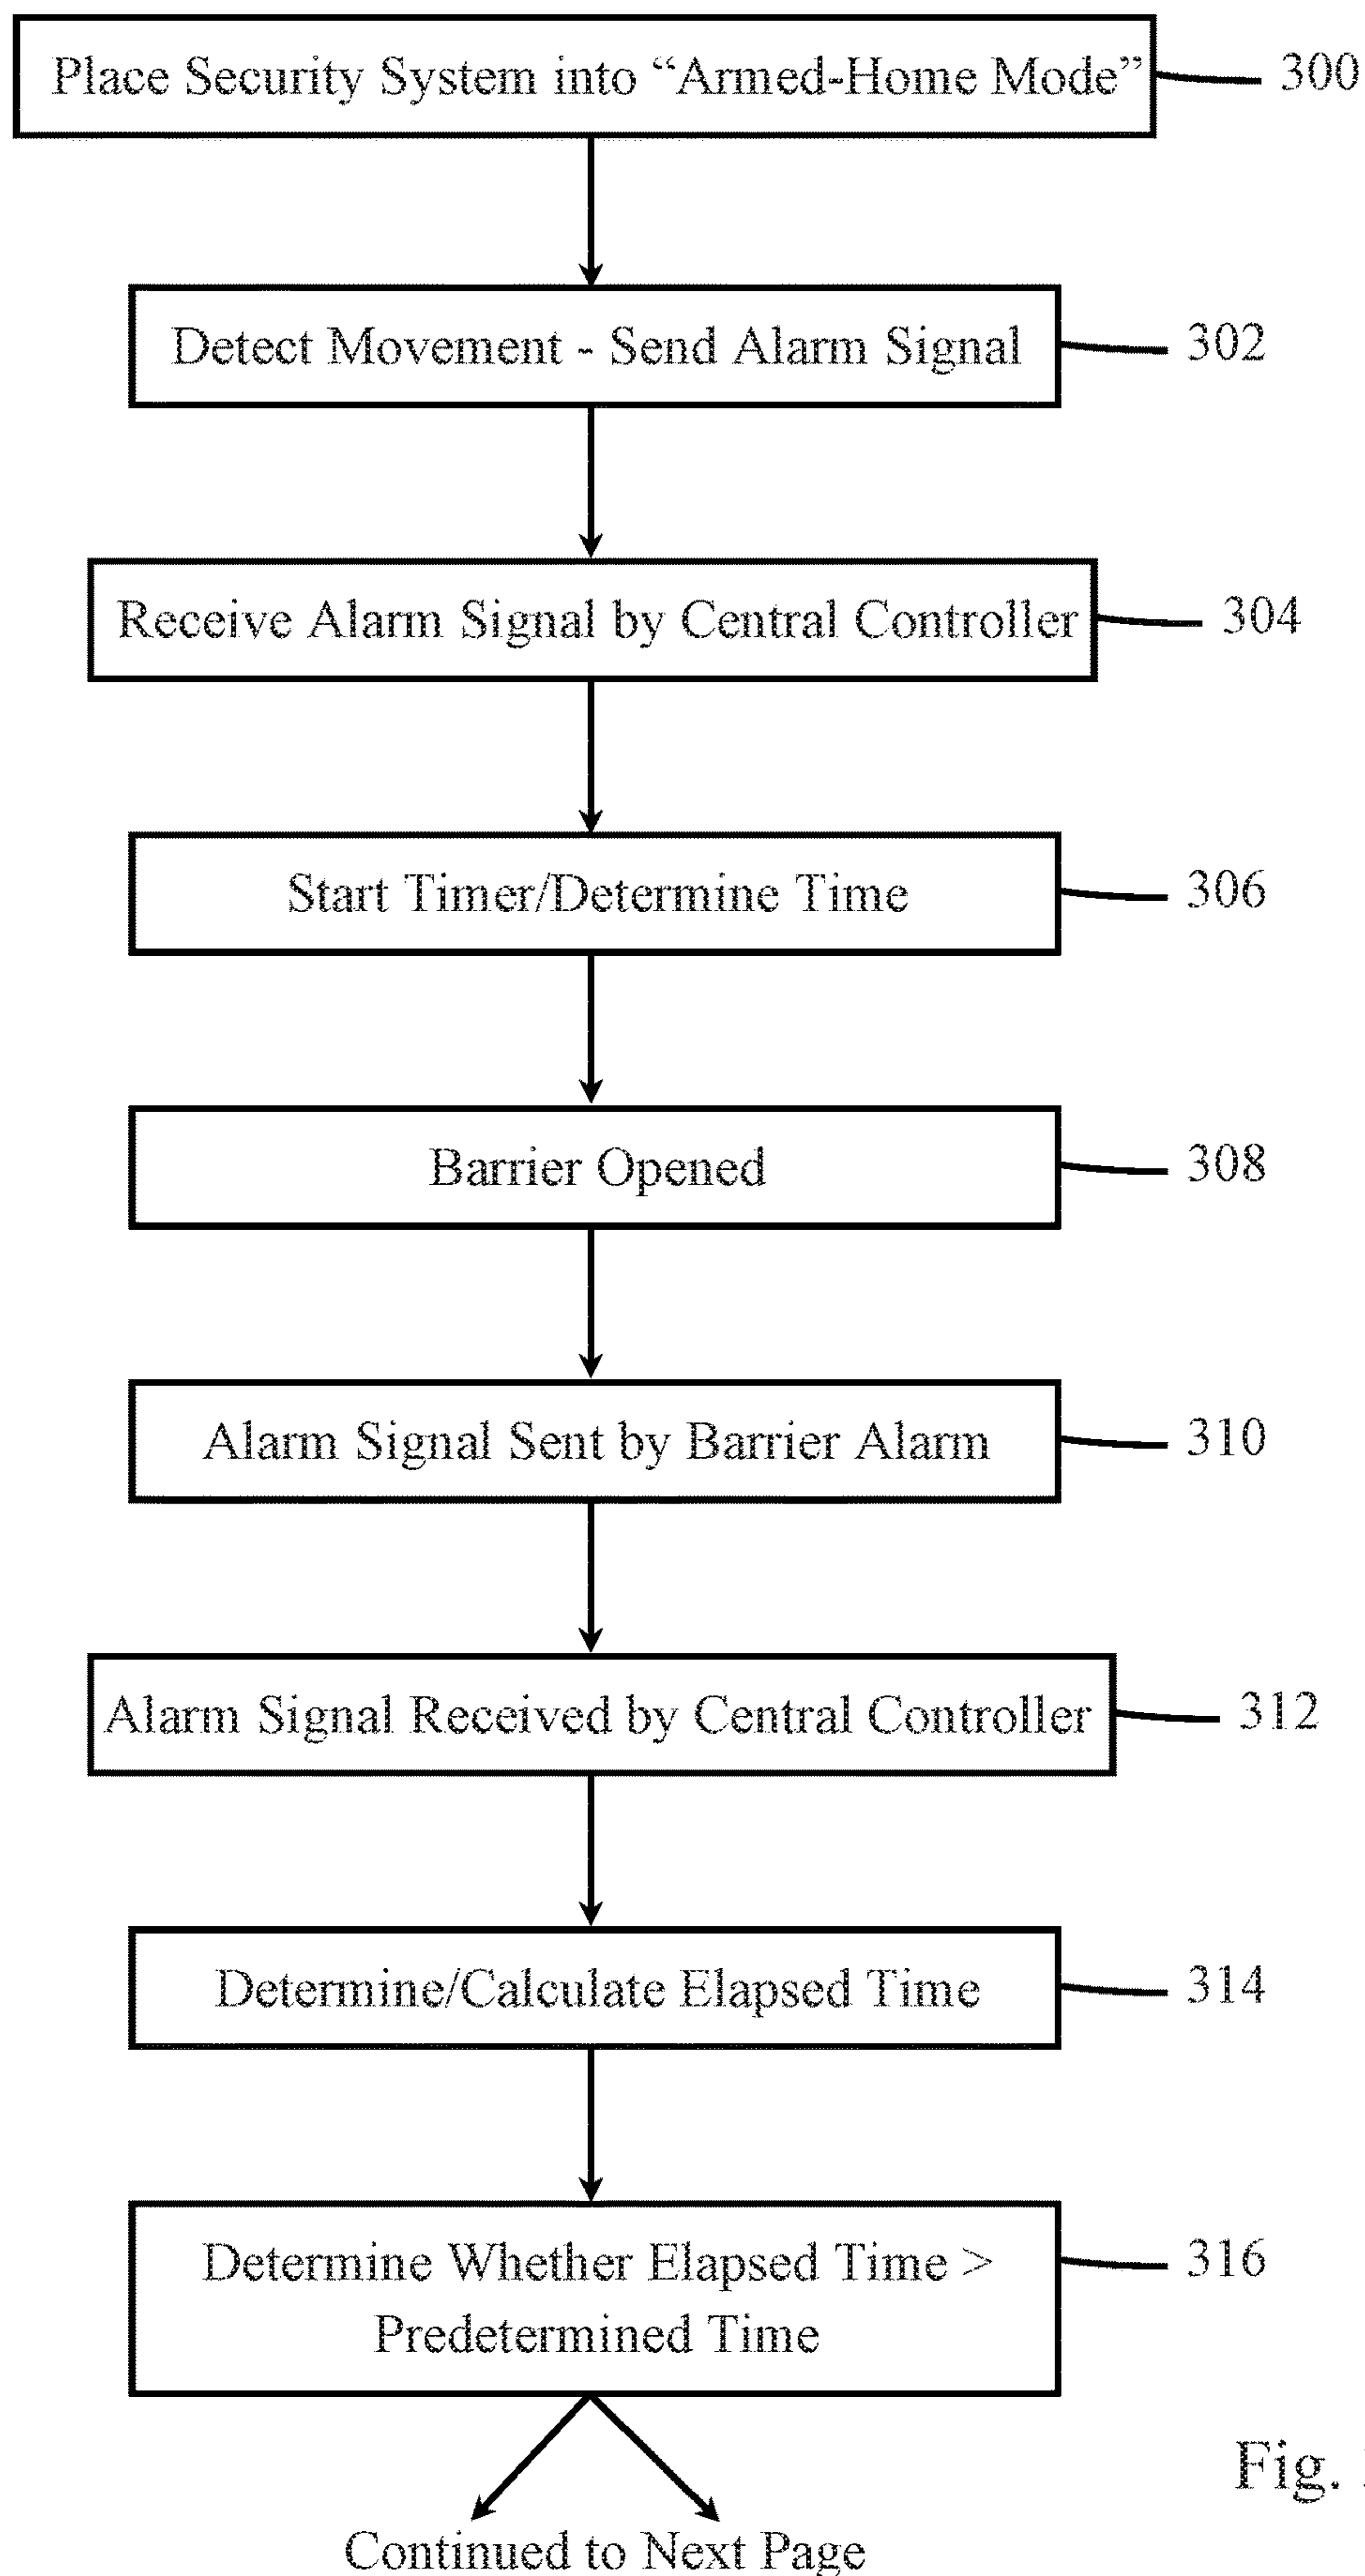 Place Security System into “Armed-Home Mode”
300
Detect Movement - Send Alarm Signal
302
Receive Alarm Signal by Central Controller
304
Start Timer/Determine Time
306
Barrier Opened
308
Alarm Signal Sent by Barrier Alarm
310
Alarm Signal Received by Central Controller
312
Determine/Calculate Elapsed Time
314
Determine Whether Elapsed Time >
Predetermined Time
316
Fig.
Continued to Next Page